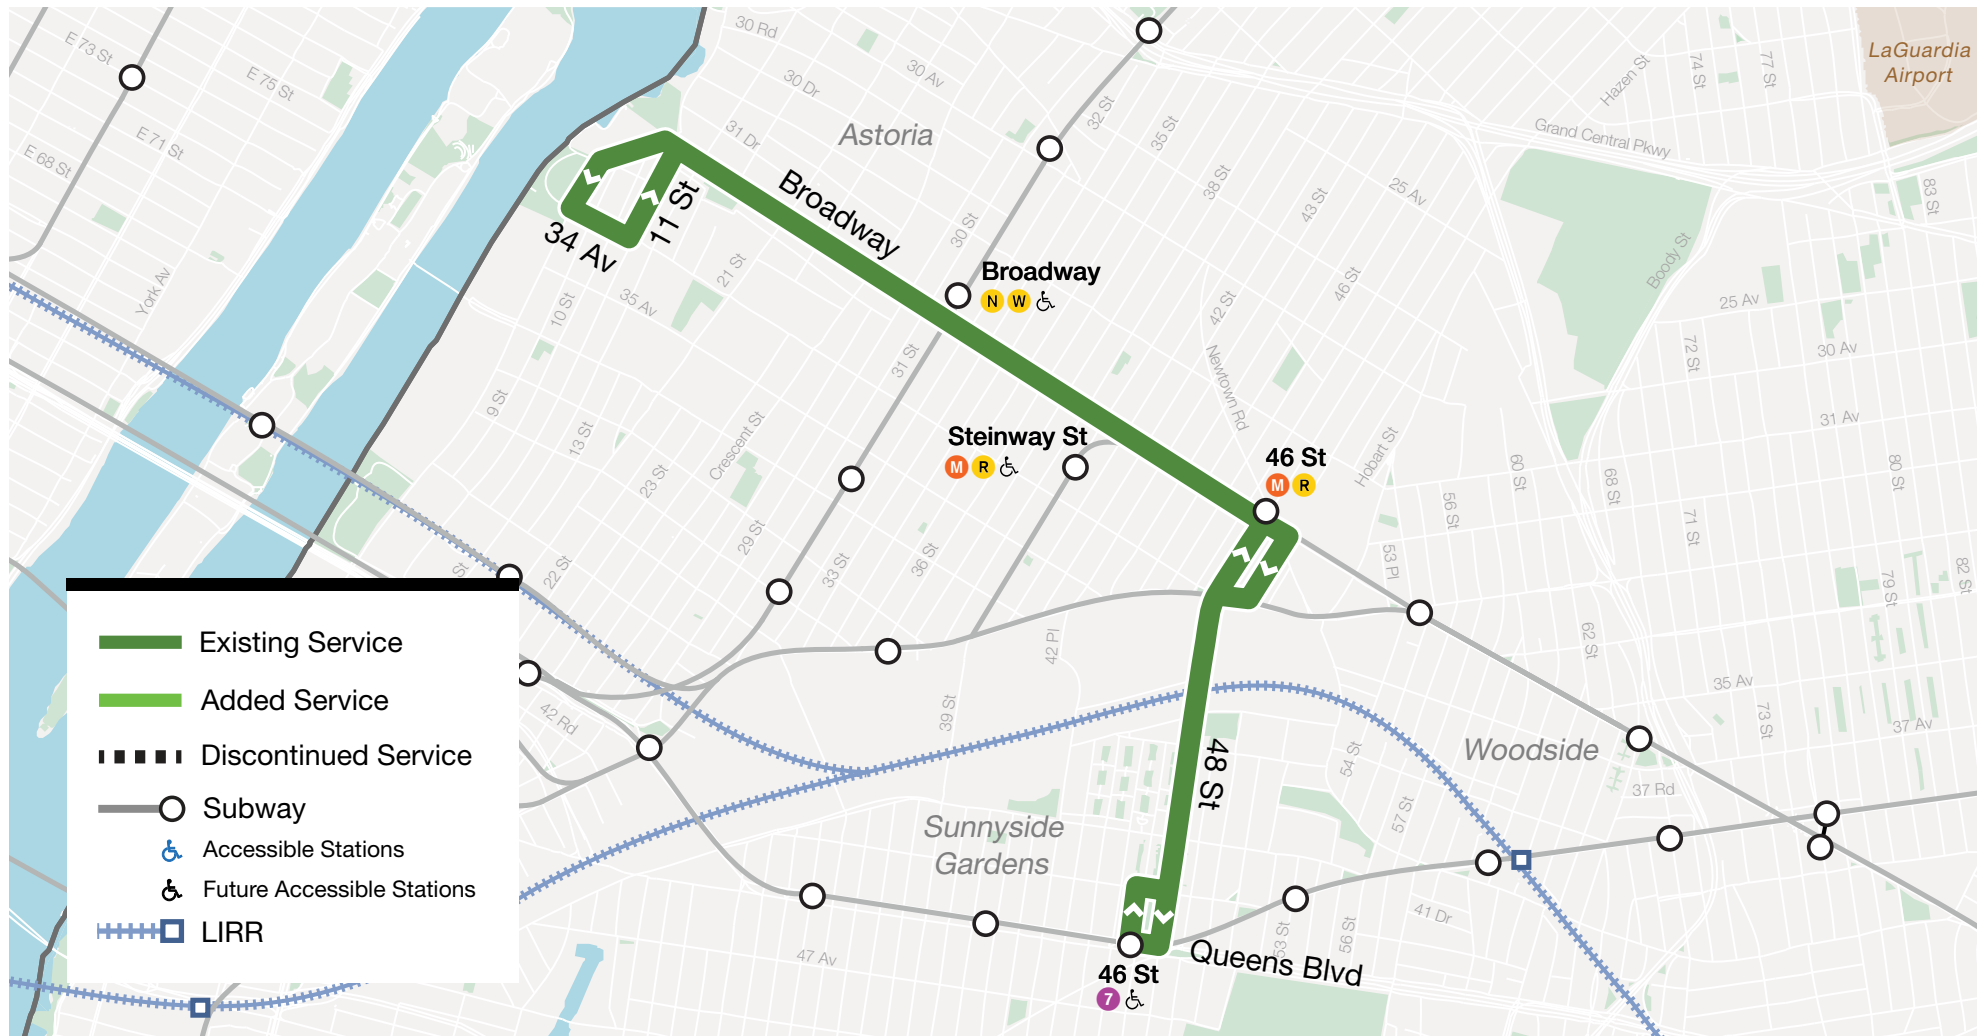 E 73 St
E 75 St
E 71 St
E 68 St
York Av
30 Rd
30 Av
30 Dr
31 Dr
Astoria
32 St
35 St
38 St
43 St
25 Av
Hazen St
74 St
77 St
LaGuardia
Airport
Grand Central Pkwy
83 St
Broadway
11 St
34 Av
21 St
35 Av
10 St
30 St
Broadway
N W
46 St
42 St
Boody St
25 Av
72 St
30 Av
31 St
Newtown Rd
9 St
13 St
23 St
Crescent St
Steinway St
M R
46 St
M R
Hobart St
31 Av
60 St
68 St
80 St
56 St
71 St
29 St
33 St
36 St
53 Pl
79 St
82 St
St
22 St
42 Pl
62 St
35 Av
73 St
37 Av
39 St
42 Rd
48 St
54 St
Woodside
37 Rd
57 St
Sunnyside
Gardens
41 Dr
53 St
56 St
47 Av
Queens Blvd
46 St
7
Existing Service
Added Service
Discontinued Service
Subway
Accessible Stations
Future Accessible Stations
LIRR